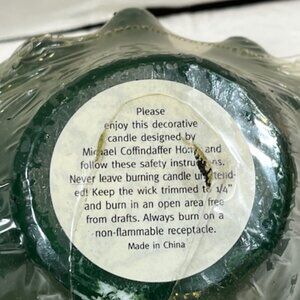 Please
enjoy this decorative
candle designed by
Michael Coffindaffer Hoag and
follow these safety instructions.
Never leave burning candle unattend-
ed! Keep the wick trimmed to 1/4"
and burn in an open area free
from drafts. Always burn on a
non-flammable receptacle.
Made in China